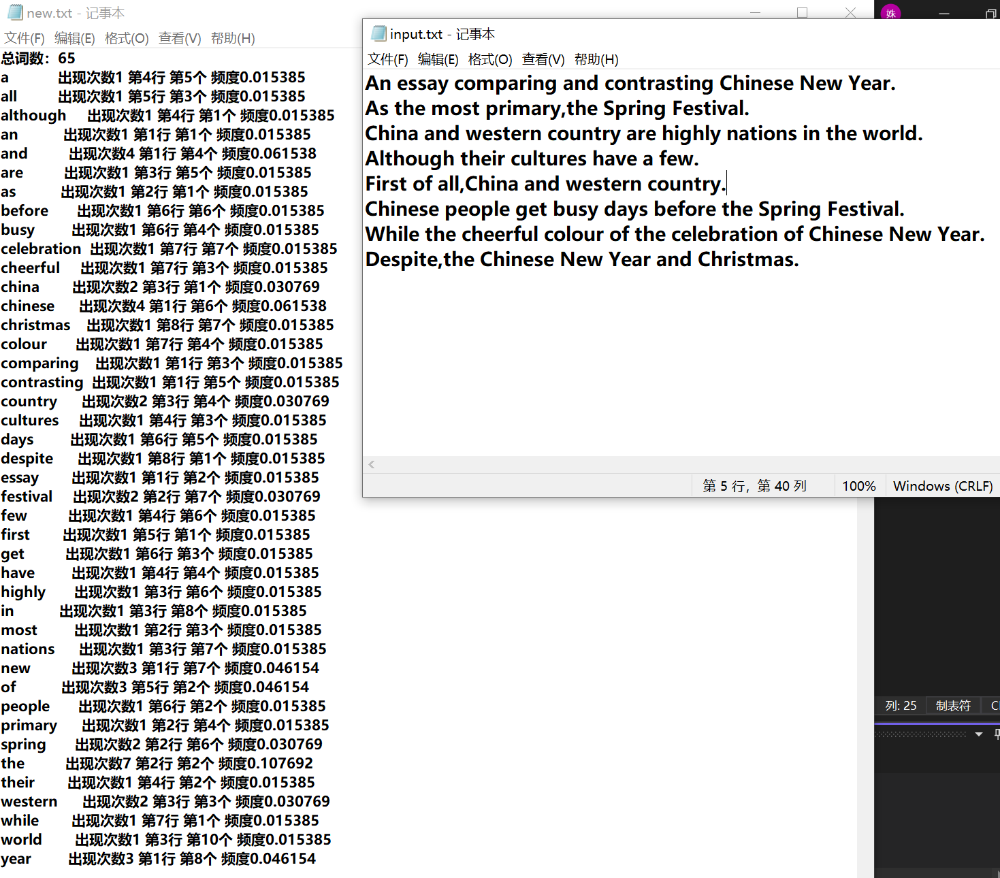 new.txt - 记事本
文件(F) 编辑(E) 格式(O) 查看(V) 帮助(H)
总词数：65
a 出现次数1 第4行 第5个 频度0.015385
all 出现次数1 第5行 第3个 频度0.015385
although 出现次数1 第4行 第1个 频度0.015385
an 出现次数1 第1行 第1个 频度0.015385
and 出现次数4 第1行 第4个 频度0.061538
are 出现次数1 第3行 第5个 频度0.015385
as 出现次数1 第2行 第1个 频度0.015385
before 出现次数1 第6行 第6个 频度0.015385
busy 出现次数1 第6行 第4个 频度0.015385
celebration 出现次数1 第7行 第7个 频度0.015385
cheerful 出现次数1 第7行 第3个 频度0.015385
china 出现次数2 第3行 第1个 频度0.030769
chinese 出现次数4 第1行 第6个 频度0.061538
christmas 出现次数1 第8行 第7个 频度0.015385
colour 出现次数1 第7行 第4个 频度0.015385
comparing 出现次数1 第1行 第3个 频度0.015385
contrasting 出现次数1 第1行 第5个 频度0.015385
country 出现次数2 第3行 第4个 频度0.030769
cultures 出现次数1 第4行 第3个 频度0.015385
days 出现次数1 第6行 第5个 频度0.015385
despite 出现次数1 第8行 第1个 频度0.015385
essay 出现次数1 第1行 第2个 频度0.015385
festival 出现次数2 第2行 第7个 频度0.030769
few 出现次数1 第4行 第6个 频度0.015385
first 出现次数1 第5行 第1个 频度0.015385
get 出现次数1 第6行 第3个 频度0.015385
have 出现次数1 第4行 第4个 频度0.015385
highly 出现次数1 第3行 第6个 频度0.015385
in 出现次数1 第3行 第8个 频度0.015385
most 出现次数1 第2行 第3个 频度0.015385
nations 出现次数1 第3行 第7个 频度0.015385
new 出现次数3 第1行 第7个 频度0.046154
of 出现次数3 第5行 第2个 频度0.046154
people 出现次数1 第6行 第2个 频度0.015385
primary 出现次数1 第2行 第4个 频度0.015385
spring 出现次数2 第2行 第6个 频度0.030769
the 出现次数7 第2行 第2个 频度0.107692
their 出现次数1 第4行 第2个 频度0.015385
western 出现次数2 第3行 第3个 频度0.030769
while 出现次数1 第7行 第1个 频度0.015385
world 出现次数1 第3行 第10个 频度0.015385
year 出现次数3 第1行 第8个 频度0.046154
姝
input.txt - 记事本
文件(F) 编辑(E) 格式(O) 查看(V) 帮助(H)
An essay comparing and contrasting Chinese New Year.
As the most primary,the Spring Festival.
China and western country are highly nations in the world.
Although their cultures have a few.
First of all,China and western country.
Chinese people get busy days before the Spring Festival.
While the cheerful colour of the celebration of Chinese New Year.
Despite,the Chinese New Year and Christmas.
第 5 行，第 40 列 100% Windows (CRLF)
列: 25 制表符